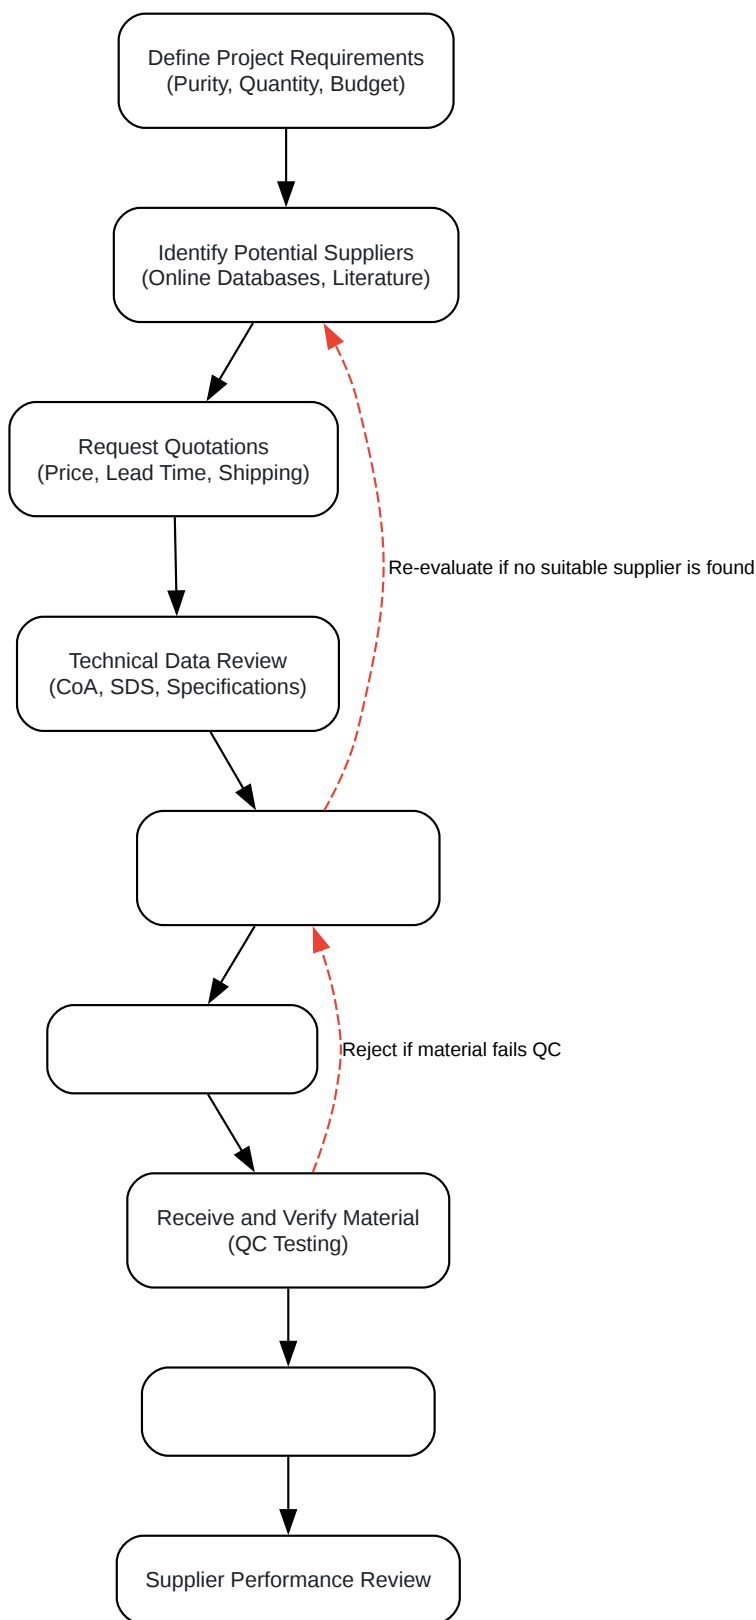 Define Project Requirements
(Purity, Quantity, Budget)
Identify Potential Suppliers
(Online Databases, Literature)
Request Quotations
(Price, Lead Time, Shipping)
Re-evaluate if no suitable supplier is found
Technical Data Review
(CoA, SDS, Specifications)
Reject if material fails QC
Receive and Verify Material
(QC Testing)
Supplier Performance Review